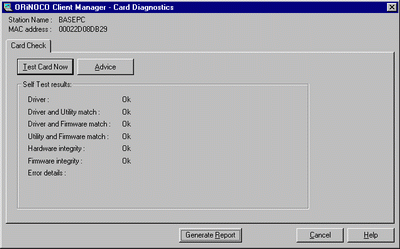 ORiNOCO Client Manager - Card Diagnostics
Station Name : BASEPC
MAC address : 00022D08DB29
Card Check
Test Card Now Advice
Self Test results:
Driver : Ok
Driver and Utility match : Ok
Driver and Firmware match : Ok
Utility and Firmware match : Ok
Hardware integrity : Ok
Firmware integrity : Ok
Error details :
Generate Report Cancel Help